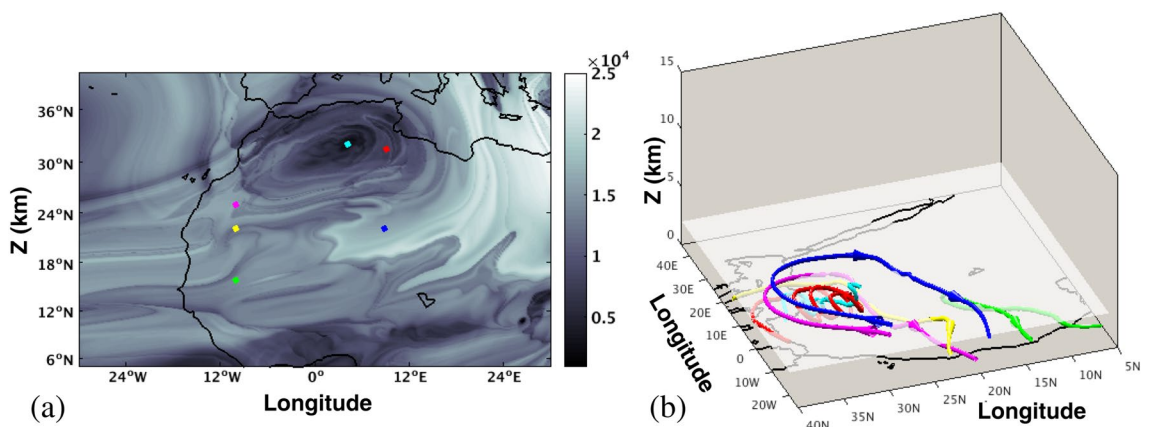 ×10⁴
2.5
2
1.5
1
0.5
36°N
30°N
24°N
18°N
12°N
6°N
Z (km)
24°W
12°W
0°
12°E
24°E
Longitude
(a)
15
10
5
0
Z (km)
40E
30E
20E
10E
0
10W
20W
Longitude
40N
35N
30N
25N
20N
15N
10N
5N
Longitude
(b)